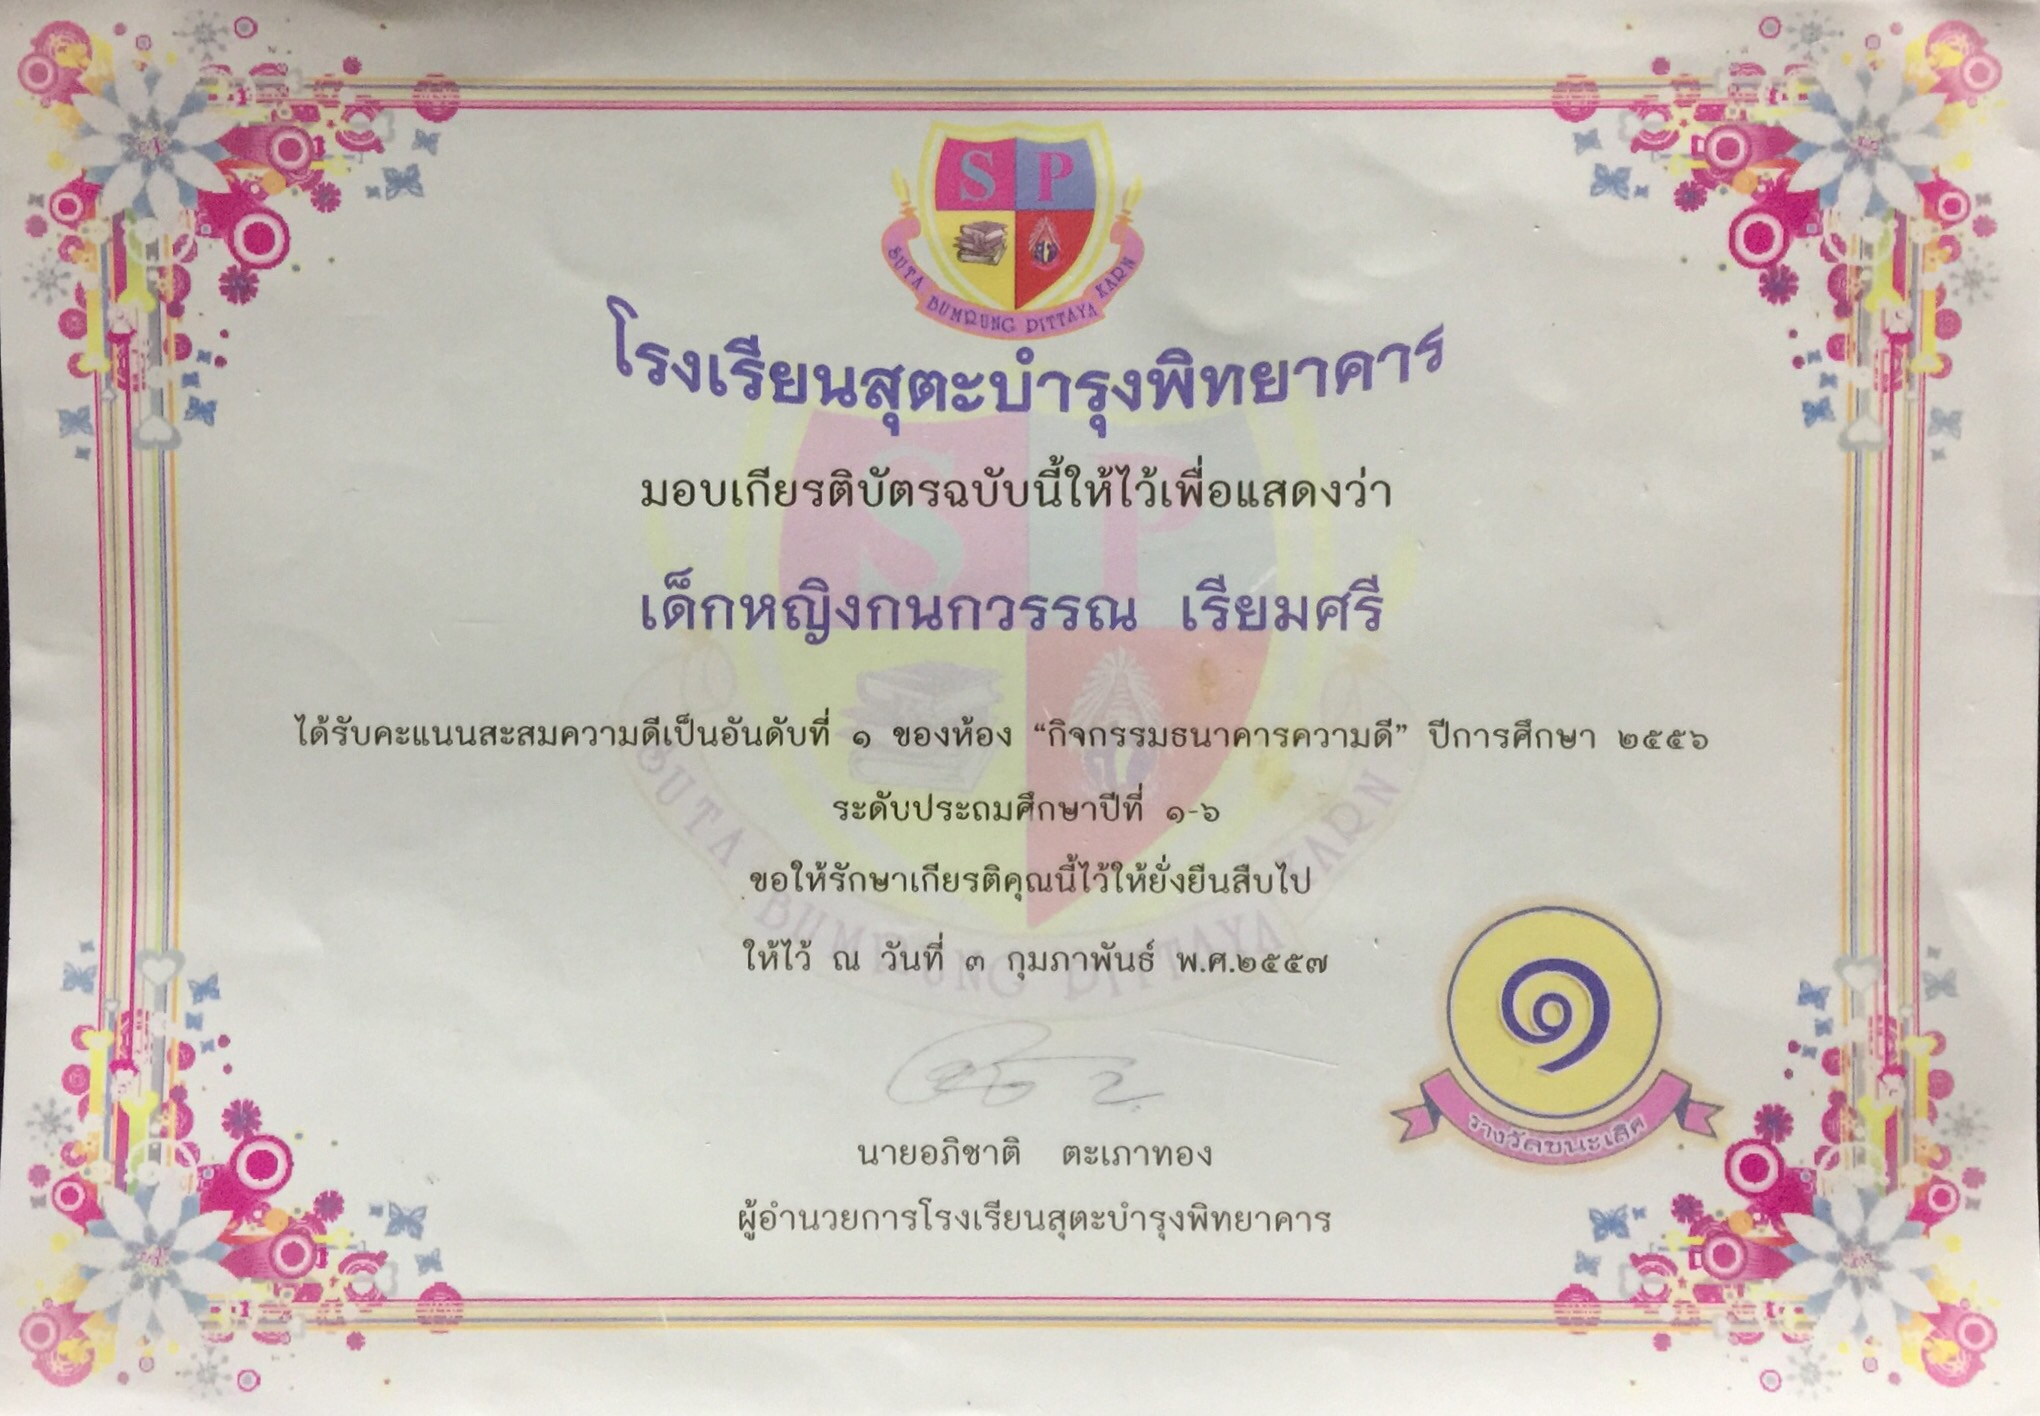 S P
SUTA BUMRUNG PITTAYA KARN
โรงเรียนสุตะบำรุงพิทยาคาร
มอบเกียรติบัตรฉบับนี้ให้ไว้เพื่อแสดงว่า
เด็กหญิงกนกวรรณ เรียมศรี
ได้รับคะแนนสะสมความดีเป็นอันดับที่ ๑ ของห้อง “กิจกรรมธนาคารความดี” ปีการศึกษา ๒๕๕๖
ระดับประถมศึกษาปีที่ ๑-๖
ขอให้รักษาเกียรติคุณนี้ไว้ให้ยั่งยืนสืบไป
ให้ไว้ ณ วันที่ ๓ กุมภาพันธ์ พ.ศ.๒๕๕๗
๑
รางวัลชนะเลิศ
นายอภิชาติ ตะเภาทอง
ผู้อำนวยการโรงเรียนสุตะบำรุงพิทยาคาร